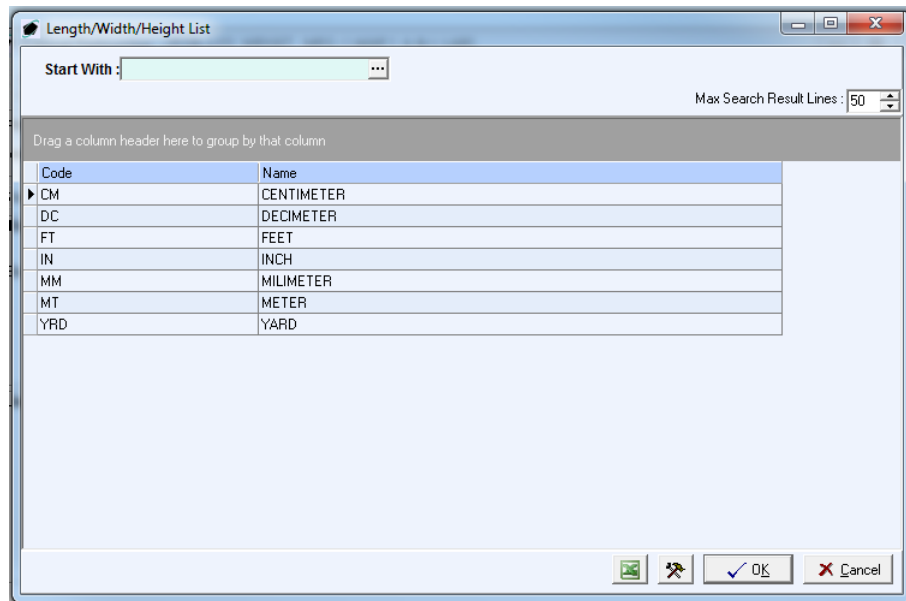 Length/Width/Height List
Start With :
Max Search Result Lines : 50
Drag a column header here to group by that column
Code Name
CM CENTIMETER
DC DECIMETER
FT FEET
IN INCH
MM MILIMETER
MT METER
YRD YARD
OK Cancel